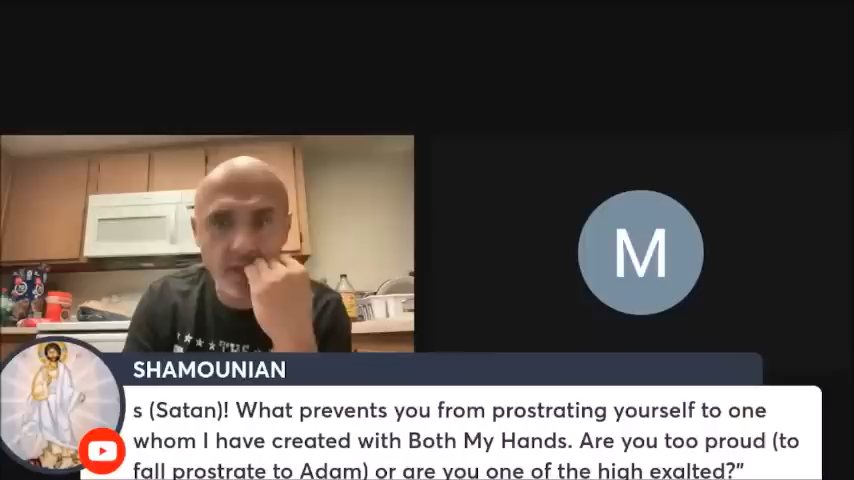 M
SHAMOUNIAN
s (Satan)! What prevents you from prostrating yourself to one
whom I have created with Both My Hands. Are you too proud (to
fall prostrate to Adam) or are you one of the high exalted?"